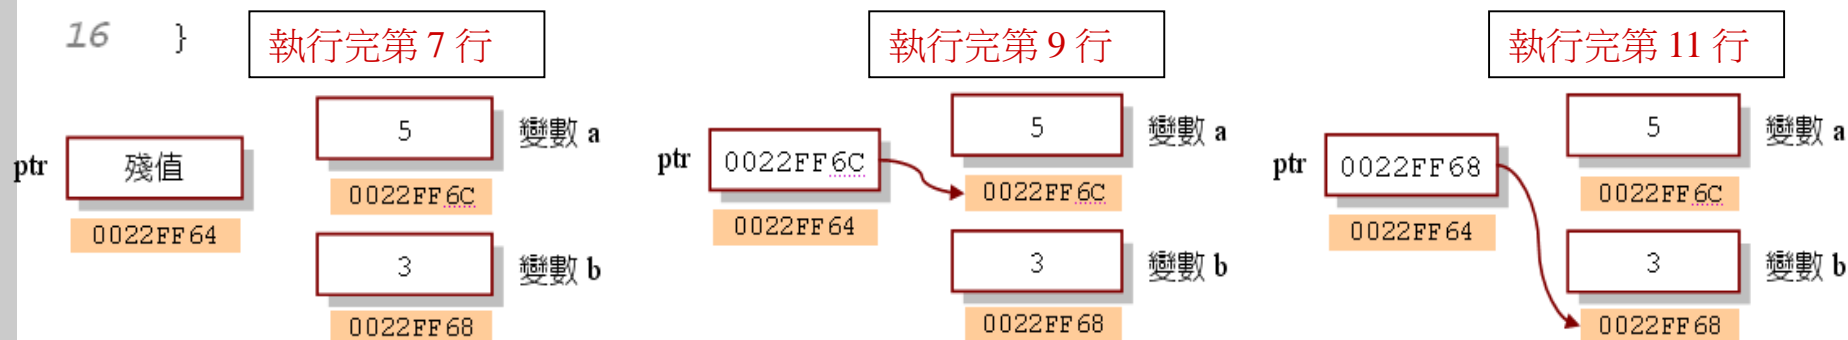 16 }
執行完第 7 行
ptr 殘值
0022FF64
5 變數 a
0022FF6C
3 變數 b
0022FF68
執行完第 9 行
ptr 0022FF6C
0022FF64
5 變數 a
0022FF6C
3 變數 b
0022FF68
執行完第 11 行
ptr 0022FF68
0022FF64
5 變數 a
0022FF6C
3 變數 b
0022FF68